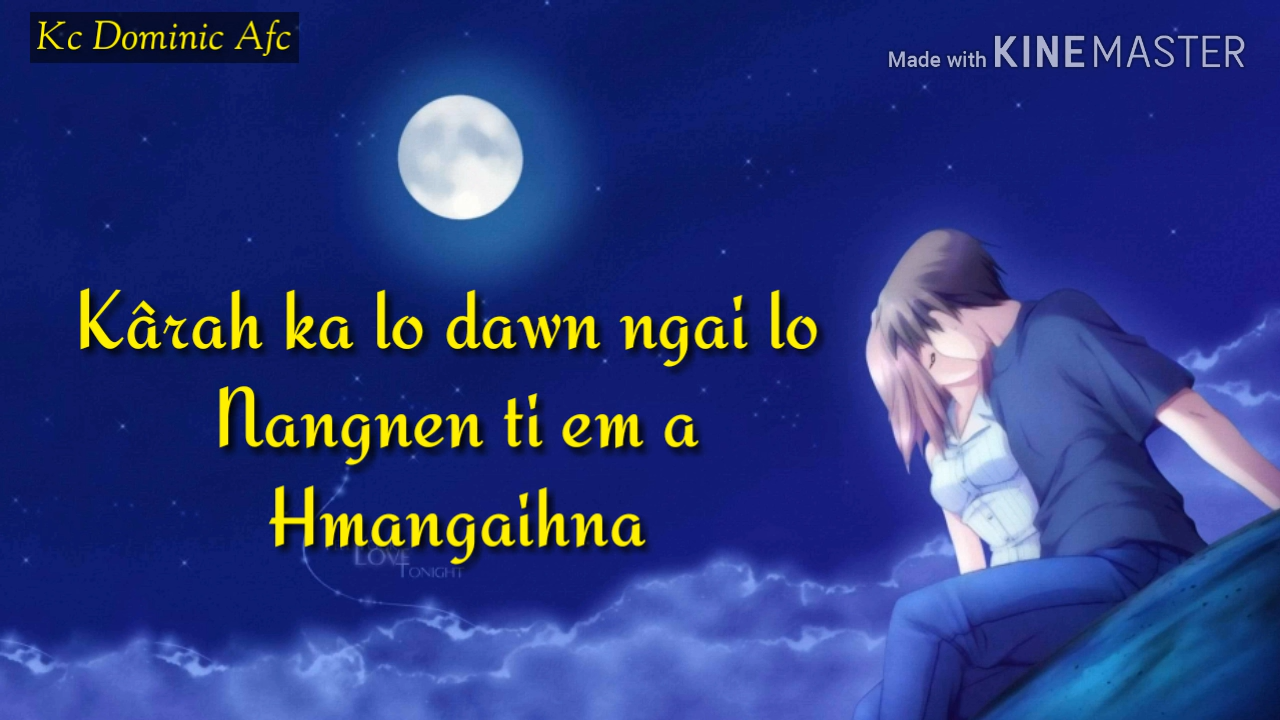 Kc Dominic Afc
Made with KINEMASTER
Kârah ka lo dawn ngai lo
Nangnen ti em a
Hmangaihna
LOVE
TONIGHT